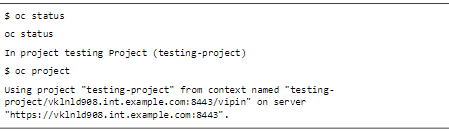 $ oc status
oc status
In project testing Project (testing-project)
$ oc project
Using project "testing-project" from context named "testing-
project/vklnld908.int.example.com:8443/vipin" on server
"https://vklnld908.int.example.com:8443".